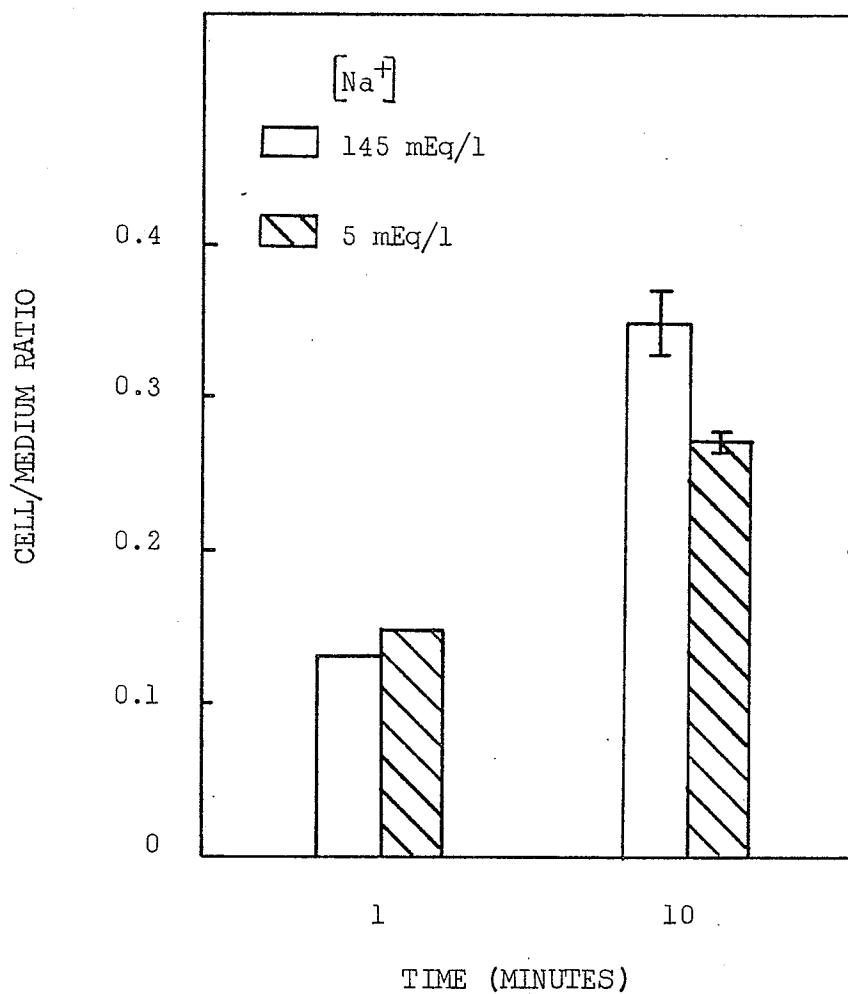 [Na+]
145 mEq/l
5 mEq/l
CELL/MEDIUM RATIO
0.4
0.3
0.2
0.1
0
1
10
TIME (MINUTES)